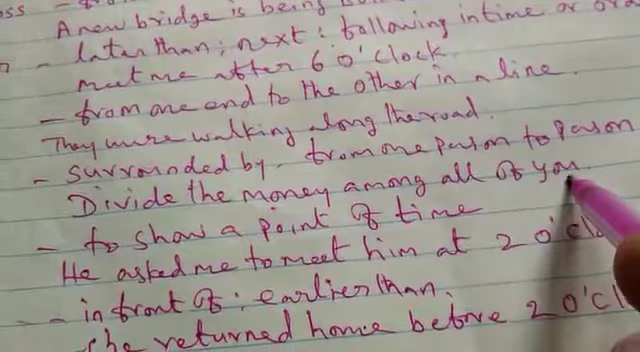 A new bridge is being
- later than; next; following in time or
meet me after 6 O'clock.
- from one end to the other in a line.
They were walking along the road.
- surrounded by - from one person to person
Divide the money among all of you.
- to show a point of time
He asked me to meet him at 2 O'
- in front of; earlier than.
She returned home before 2 O'cl